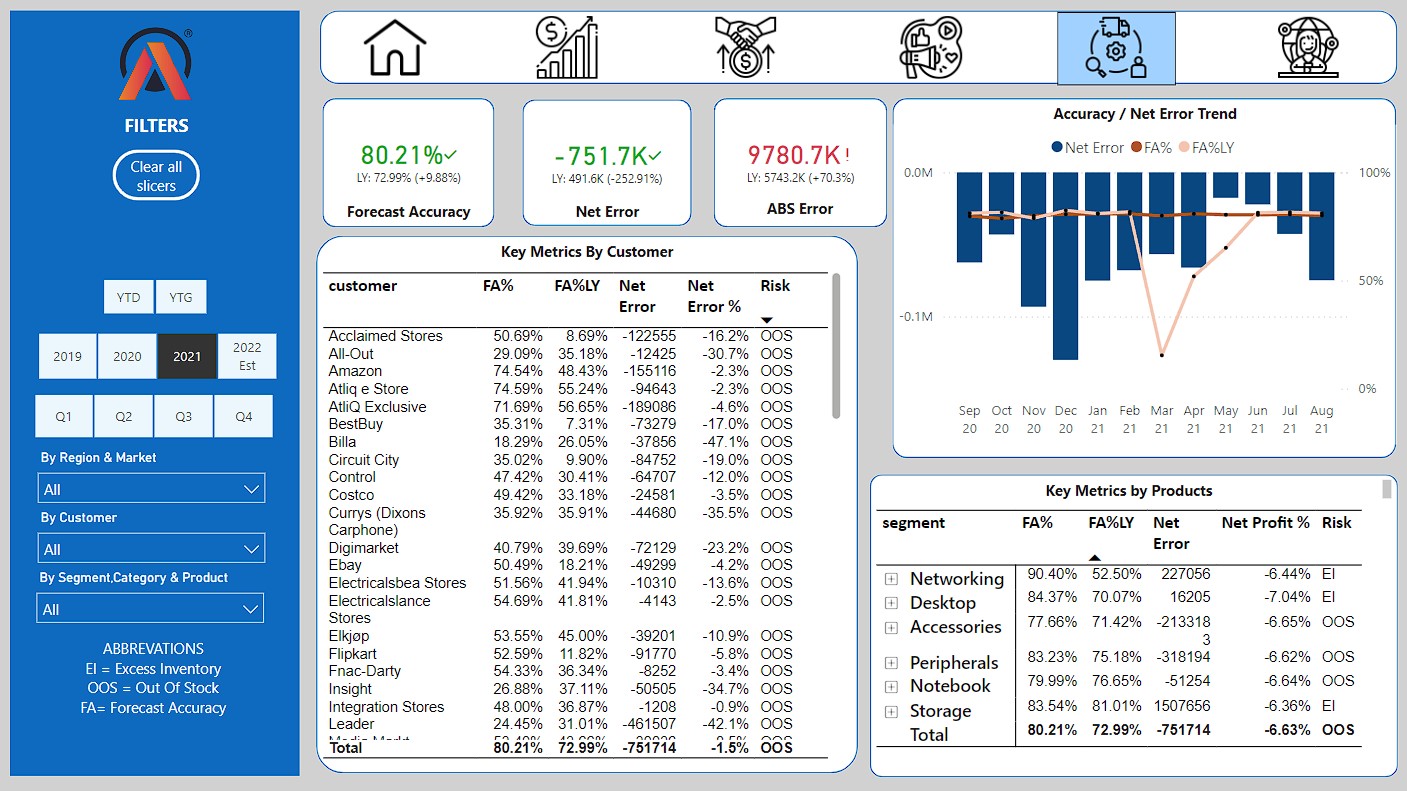 ®
FILTERS
Clear all
slicers
YTD YTG
2019 2020 2021 2022
Est
Q1 Q2 Q3 Q4
By Region & Market
All
By Customer
All
By Segment,Category & Product
All
ABBREVATIONS
EI = Excess Inventory
OOS = Out Of Stock
FA= Forecast Accuracy
80.21%
LY: 72.99% (+9.88%)
Forecast Accuracy
-751.7K
LY: 491.6K (-252.91%)
Net Error
9780.7K!
LY: 5743.2K (+70.3%)
ABS Error
Key Metrics By Customer
customer FA% FA%LY Net Net Risk
Error Error %
Acclaimed Stores 50.69% 8.69% -122555 -16.2% OOS
All-Out 29.09% 35.18% -12425 -30.7% OOS
Amazon 74.54% 48.43% -155116 -2.3% OOS
Atliq e Store 74.59% 55.24% -94643 -2.3% OOS
AtliQ Exclusive 71.69% 56.65% -189086 -4.6% OOS
BestBuy 35.31% 7.31% -73279 -17.0% OOS
Billa 18.29% 26.05% -37856 -47.1% OOS
Circuit City 35.02% 9.90% -84752 -19.0% OOS
Control 47.42% 30.41% -64707 -12.0% OOS
Costco 49.42% 33.18% -24581 -3.5% OOS
Currys (Dixons 35.92% 35.91% -44680 -35.5% OOS
Carphone)
Digimarket 40.79% 39.69% -72129 -23.2% OOS
Ebay 50.49% 18.21% -49299 -4.2% OOS
Electricalsbea Stores 51.56% 41.94% -10310 -13.6% OOS
Electricalslance 54.69% 41.81% -4143 -2.5% OOS
Stores
Elkjøp 53.55% 45.00% -39201 -10.9% OOS
Flipkart 52.59% 11.82% -91770 -5.8% OOS
Fnac-Darty 54.33% 36.34% -8252 -3.4% OOS
Insight 26.88% 37.11% -50505 -34.7% OOS
Integration Stores 48.00% 36.87% -1208 -0.9% OOS
Leader 24.45% 31.01% -461507 -42.1% OOS
Total 80.21% 72.99% -751714 -1.5% OOS
Accuracy / Net Error Trend
Net Error FA% FA%LY
0.0M 100%
50%
-0.1M
0%
Sep Oct Nov Dec Jan Feb Mar Apr May Jun Jul Aug
20 20 20 20 21 21 21 21 21 21 21 21
Key Metrics by Products
segment FA% FA%LY Net Net Profit % Risk
Error
Networking 90.40% 52.50% 227056 -6.44% EI
Desktop 84.37% 70.07% 16205 -7.04% EI
Accessories 77.66% 71.42% -213318 -6.65% OOS
3
Peripherals 83.23% 75.18% -318194 -6.62% OOS
Notebook 79.99% 76.65% -51254 -6.64% OOS
Storage 83.54% 81.01% 1507656 -6.36% EI
Total 80.21% 72.99% -751714 -6.63% OOS